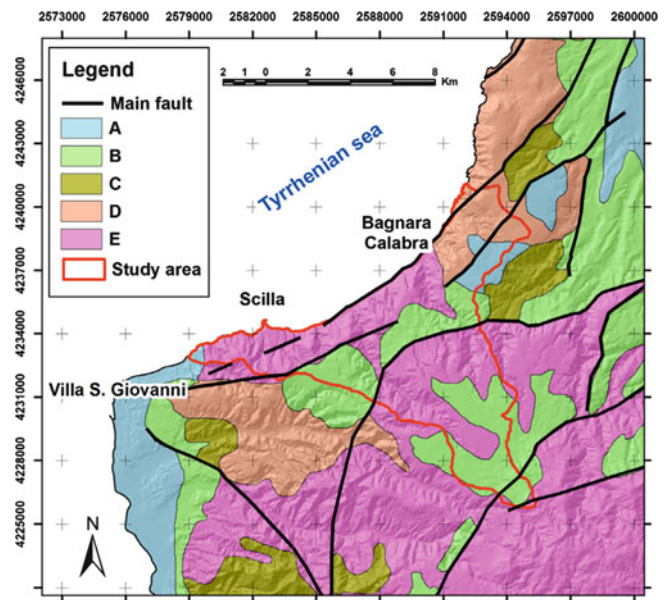 2573000 2576000 2579000 2582000 2585000 2588000 2591000 2594000 2597000 2600000
4246000
4243000
4240000
4237000
4234000
4231000
4228000
4225000
Legend
Main fault
A
B
C
D
E
Study area
2 1 0 2 4 6 8
Km
Tyrrhenian sea
Bagnara
Calabra
Scilla
Villa S. Giovanni
N